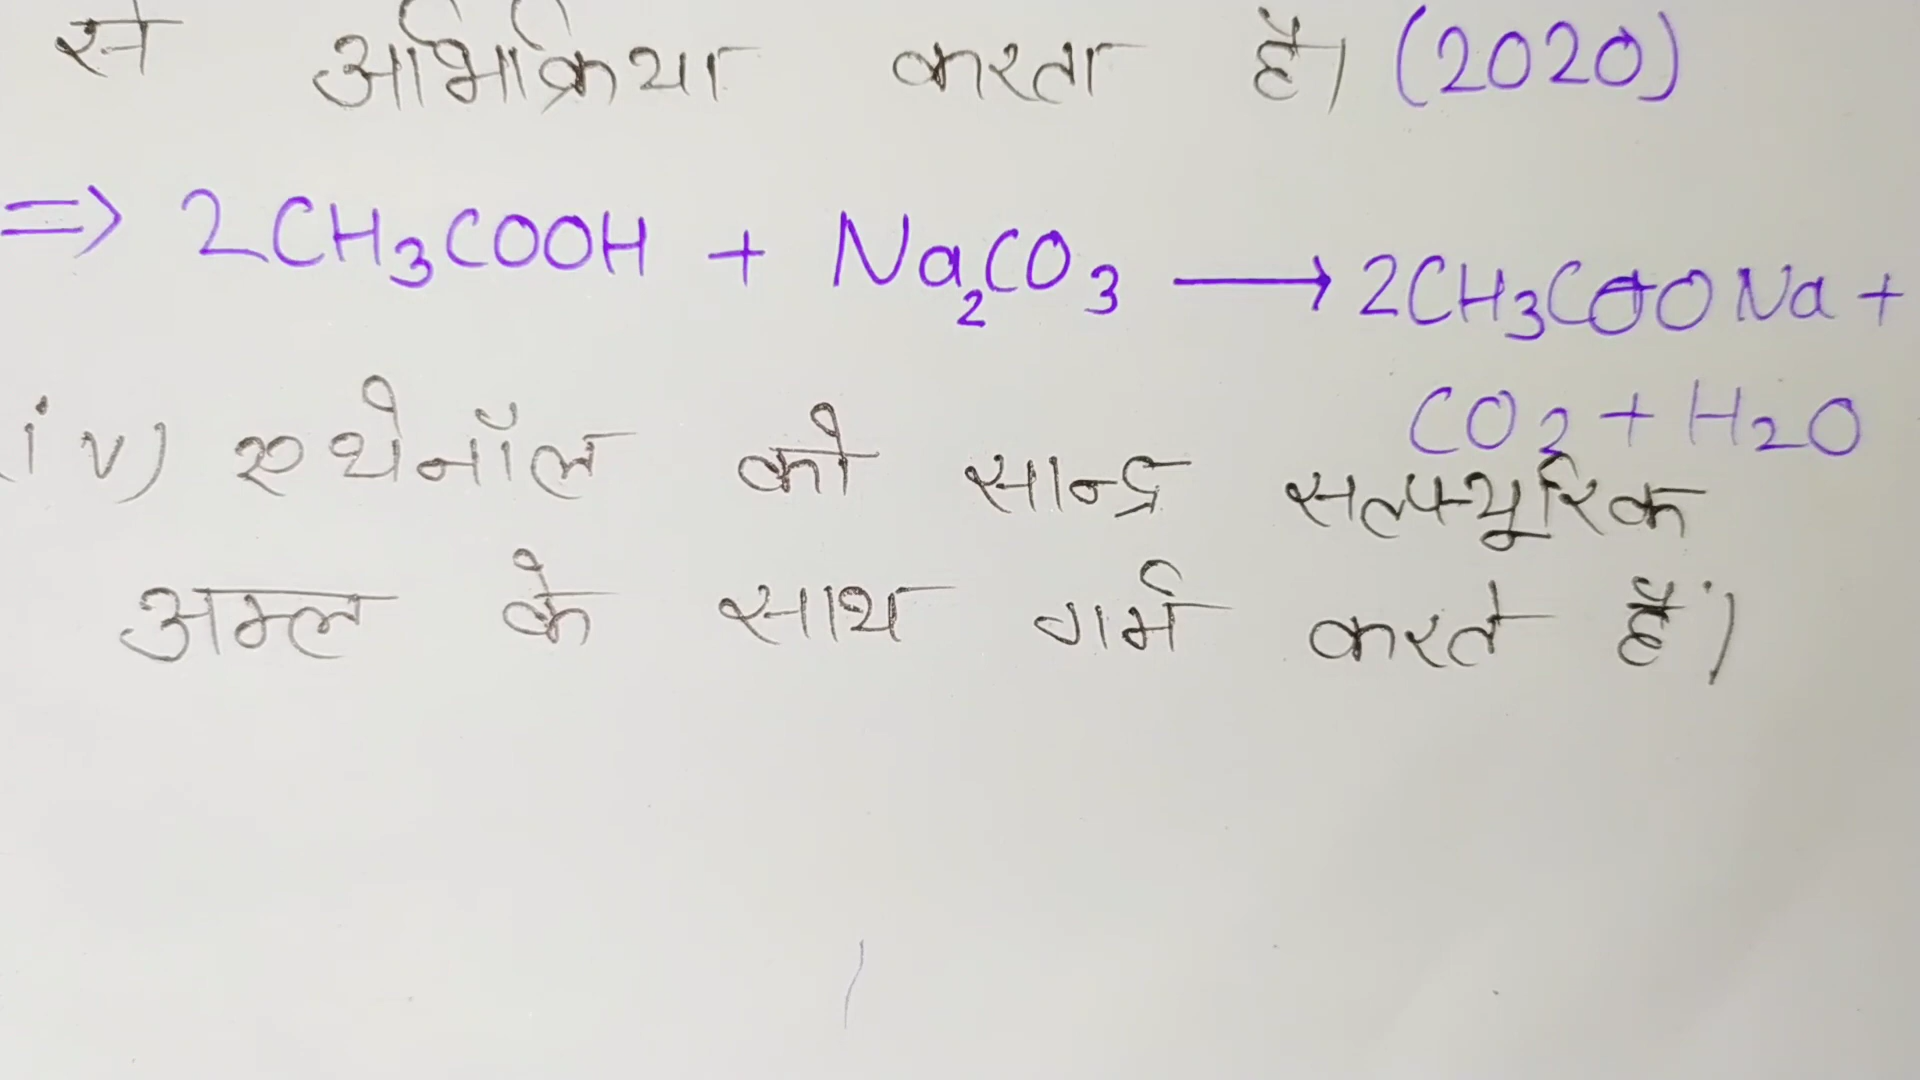 से अभिक्रिया करता है। (2020)
=> 2CH3COOH + Na2CO3 → 2CH3COONa +
CO2 + H2O
(iv) एथेनॉल को सान्द्र सल्फ्यूरिक
अम्ल के साथ गर्म करते हैं।